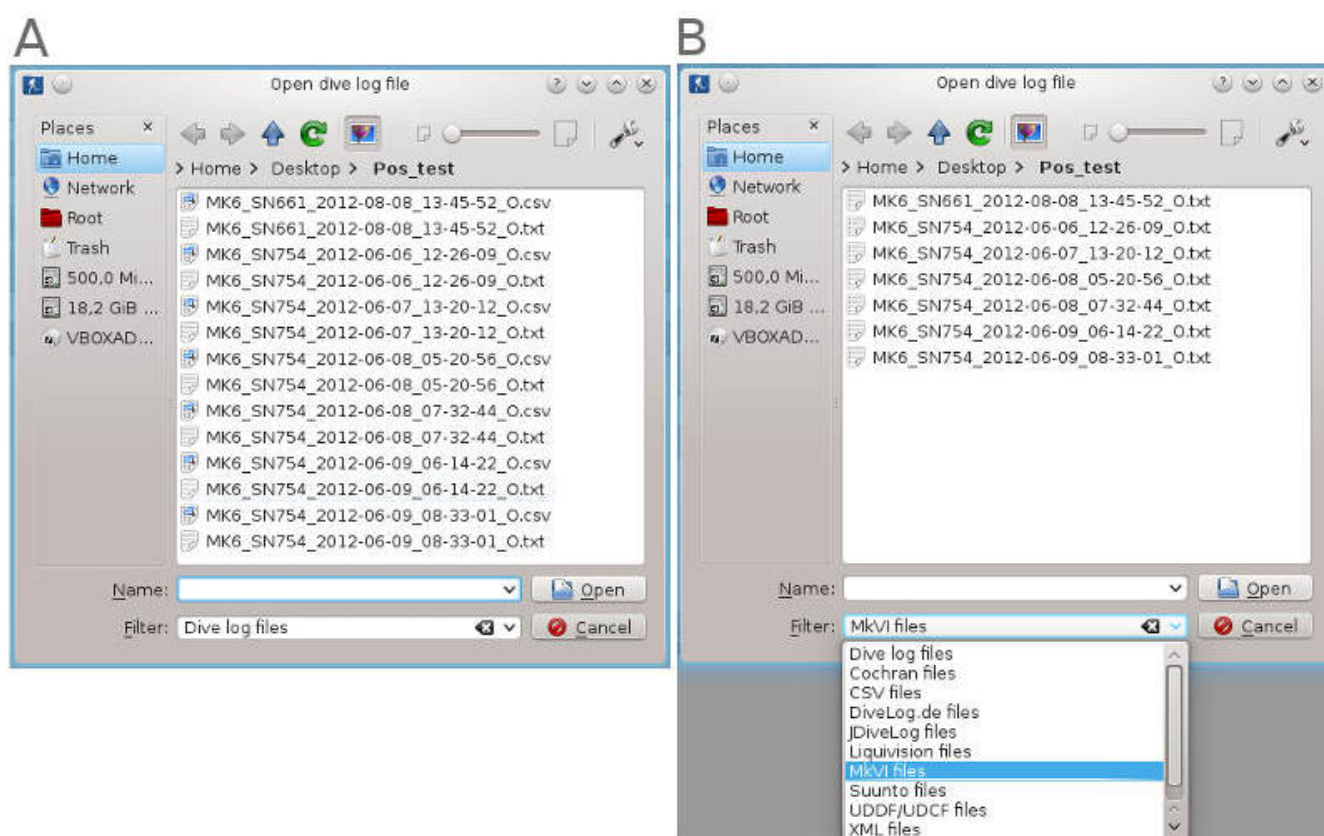 A
Open dive log file
Places
Home
Network
Root
Trash
500,0 Mi...
18,2 GiB ...
VBOXAD...
> Home > Desktop > Pos_test
MK6_SN661_2012-08-08_13-45-52_O.csv
MK6_SN661_2012-08-08_13-45-52_O.txt
MK6_SN754_2012-06-06_12-26-09_O.csv
MK6_SN754_2012-06-06_12-26-09_O.txt
MK6_SN754_2012-06-07_13-20-12_O.csv
MK6_SN754_2012-06-07_13-20-12_O.txt
MK6_SN754_2012-06-08_05-20-56_O.csv
MK6_SN754_2012-06-08_05-20-56_O.txt
MK6_SN754_2012-06-08_07-32-44_O.csv
MK6_SN754_2012-06-08_07-32-44_O.txt
MK6_SN754_2012-06-09_06-14-22_O.csv
MK6_SN754_2012-06-09_06-14-22_O.txt
MK6_SN754_2012-06-09_08-33-01_O.csv
MK6_SN754_2012-06-09_08-33-01_O.txt
Name:
Open
Filter: Dive log files
Cancel
B
Open dive log file
Places
Home
Network
Root
Trash
500,0 Mi...
18,2 GiB ...
VBOXAD...
> Home > Desktop > Pos_test
MK6_SN661_2012-08-08_13-45-52_O.txt
MK6_SN754_2012-06-06_12-26-09_O.txt
MK6_SN754_2012-06-07_13-20-12_O.txt
MK6_SN754_2012-06-08_05-20-56_O.txt
MK6_SN754_2012-06-08_07-32-44_O.txt
MK6_SN754_2012-06-09_06-14-22_O.txt
MK6_SN754_2012-06-09_08-33-01_O.txt
Name:
Open
Filter: MkVI files
Cancel
Dive log files
Cochran files
CSV files
DiveLog.de files
JDiveLog files
Liquivision files
MkVI files
Suunto files
UDDF/UDCF files
XML files